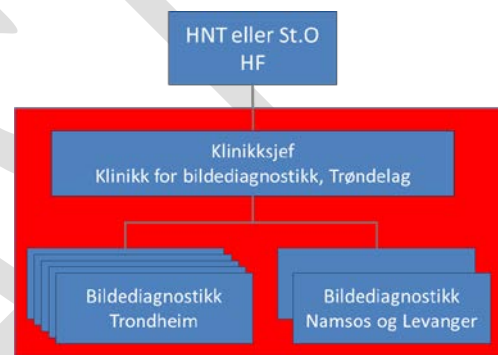 HNT eller St.O
HF
Klinikksjef
Klinikk for bildediagnostikk, Trøndelag
Bildediagnostikk
Trondheim
Bildediagnostikk
Namsos og Levanger